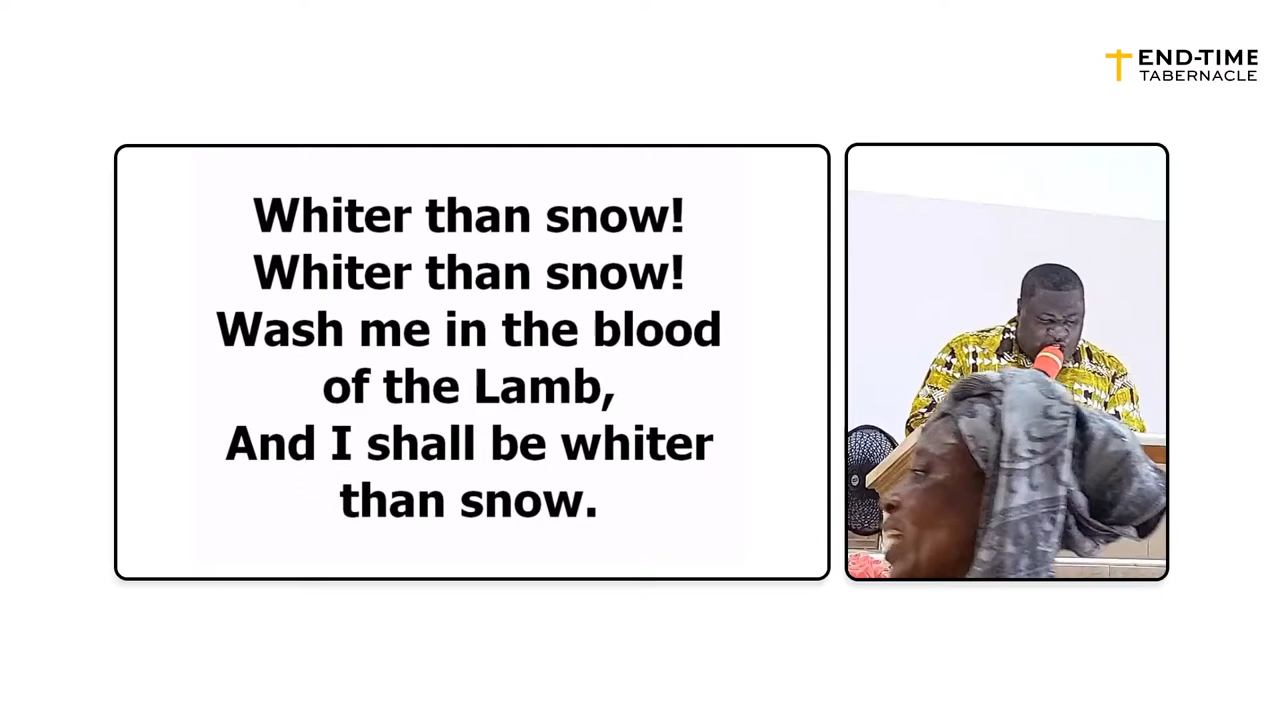 END-TIME
TABERNACLE
Whiter than snow!
Whiter than snow!
Wash me in the blood
of the Lamb,
And I shall be whiter
than snow.